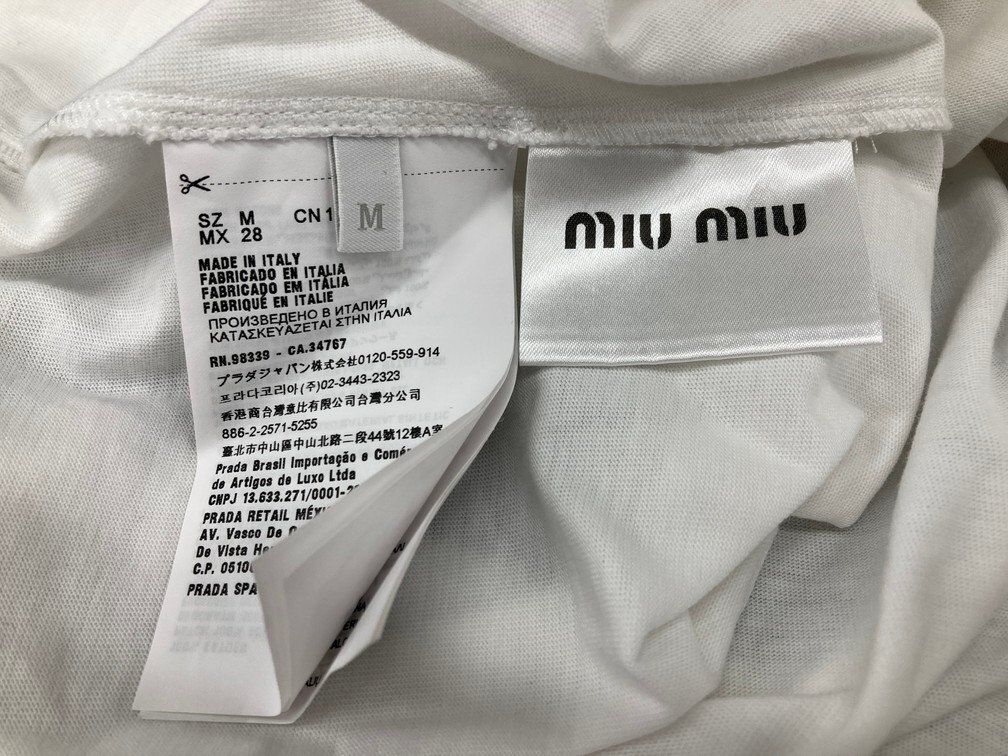 SZ M CN 1
MX 28
M
MADE IN ITALY
FABRICADO EN ITALIA
FABRICADO EM ITÁLIA
FABRIQUÉ EN ITALIE
ПРОИЗВЕДЕНО В ИТАЛИЯ
ΚΑΤΑΣΚΕΥΑΖΕΤΑΙ ΣΤΗΝ ΙΤΑΛΙΑ
RN.98339 - CA.34767
プラダジャパン株式会社0120-559-914
프라다코리아(주)02-3443-2323
香港商台灣意比有限公司台灣分公司
886-2-2571-5255
臺北市中山區中山北路二段44號12樓A室
Prada Brasil Importação e
de Artigos de Luxo Ltda
CNPJ 13.633.271/0001-
PRADA RETAIL
AV. Vasco De
De Vista
C.P.
PRADA
miu miu